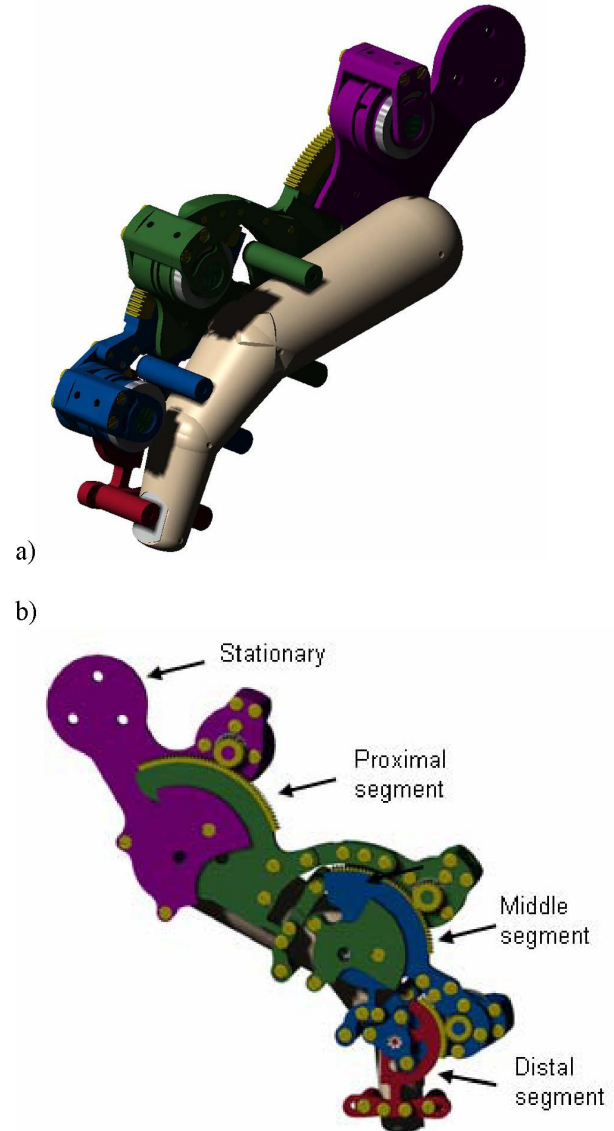 a)
b)
Stationary
Proximal
segment
Middle
segment
Distal
segment